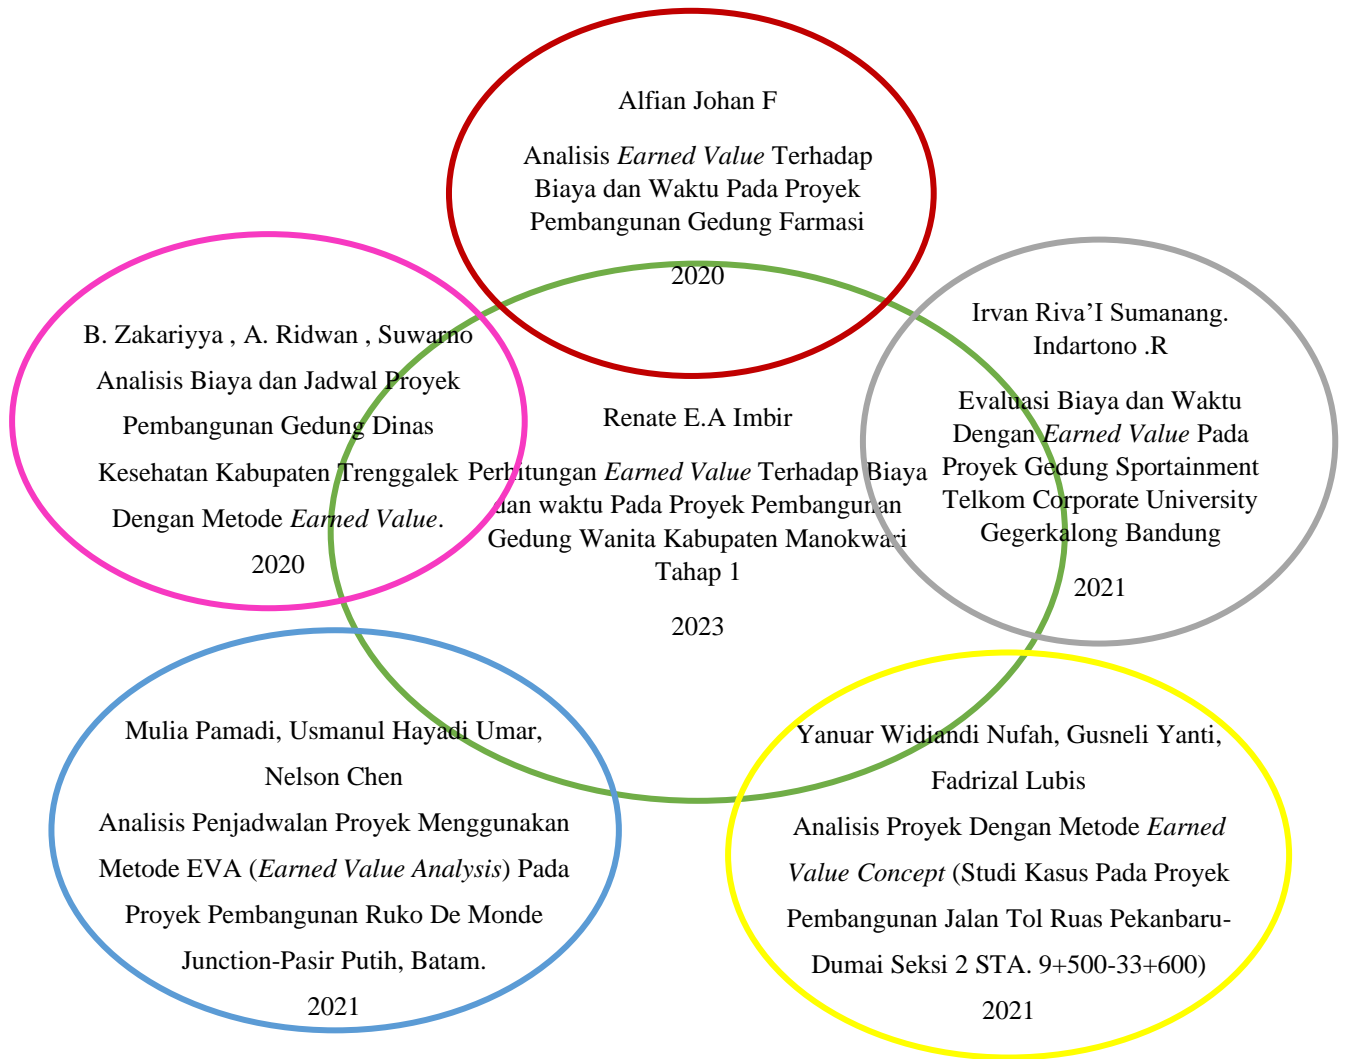 Alfian Johan F
Analisis Earned Value Terhadap
Biaya dan Waktu Pada Proyek
Pembangunan Gedung Farmasi
2020
B. Zakariyya , A. Ridwan , Suwarno
Analisis Biaya dan Jadwal Proyek
Pembangunan Gedung Dinas
Kesehatan Kabupaten Trenggalek
Dengan Metode Earned Value.
2020
Renate E.A Imbir
Perhitungan Earned Value Terhadap Biaya
dan waktu Pada Proyek Pembangunan
Gedung Wanita Kabupaten Manokwari
Tahap 1
2023
Irvan Riva’I Sumanang.
Indartono .R
Evaluasi Biaya dan Waktu
Dengan Earned Value Pada
Proyek Gedung Sportainment
Telkom Corporate University
Gegerkalong Bandung
2021
Mulia Pamadi, Usmanul Hayadi Umar,
Nelson Chen
Analisis Penjadwalan Proyek Menggunakan
Metode EVA (Earned Value Analysis) Pada
Proyek Pembangunan Ruko De Monde
Junction-Pasir Putih, Batam.
2021
Yanuar Widiandi Nufah, Gusneli Yanti,
Fadrizal Lubis
Analisis Proyek Dengan Metode Earned
Value Concept (Studi Kasus Pada Proyek
Pembangunan Jalan Tol Ruas Pekanbaru-
Dumai Seksi 2 STA. 9+500-33+600)
2021